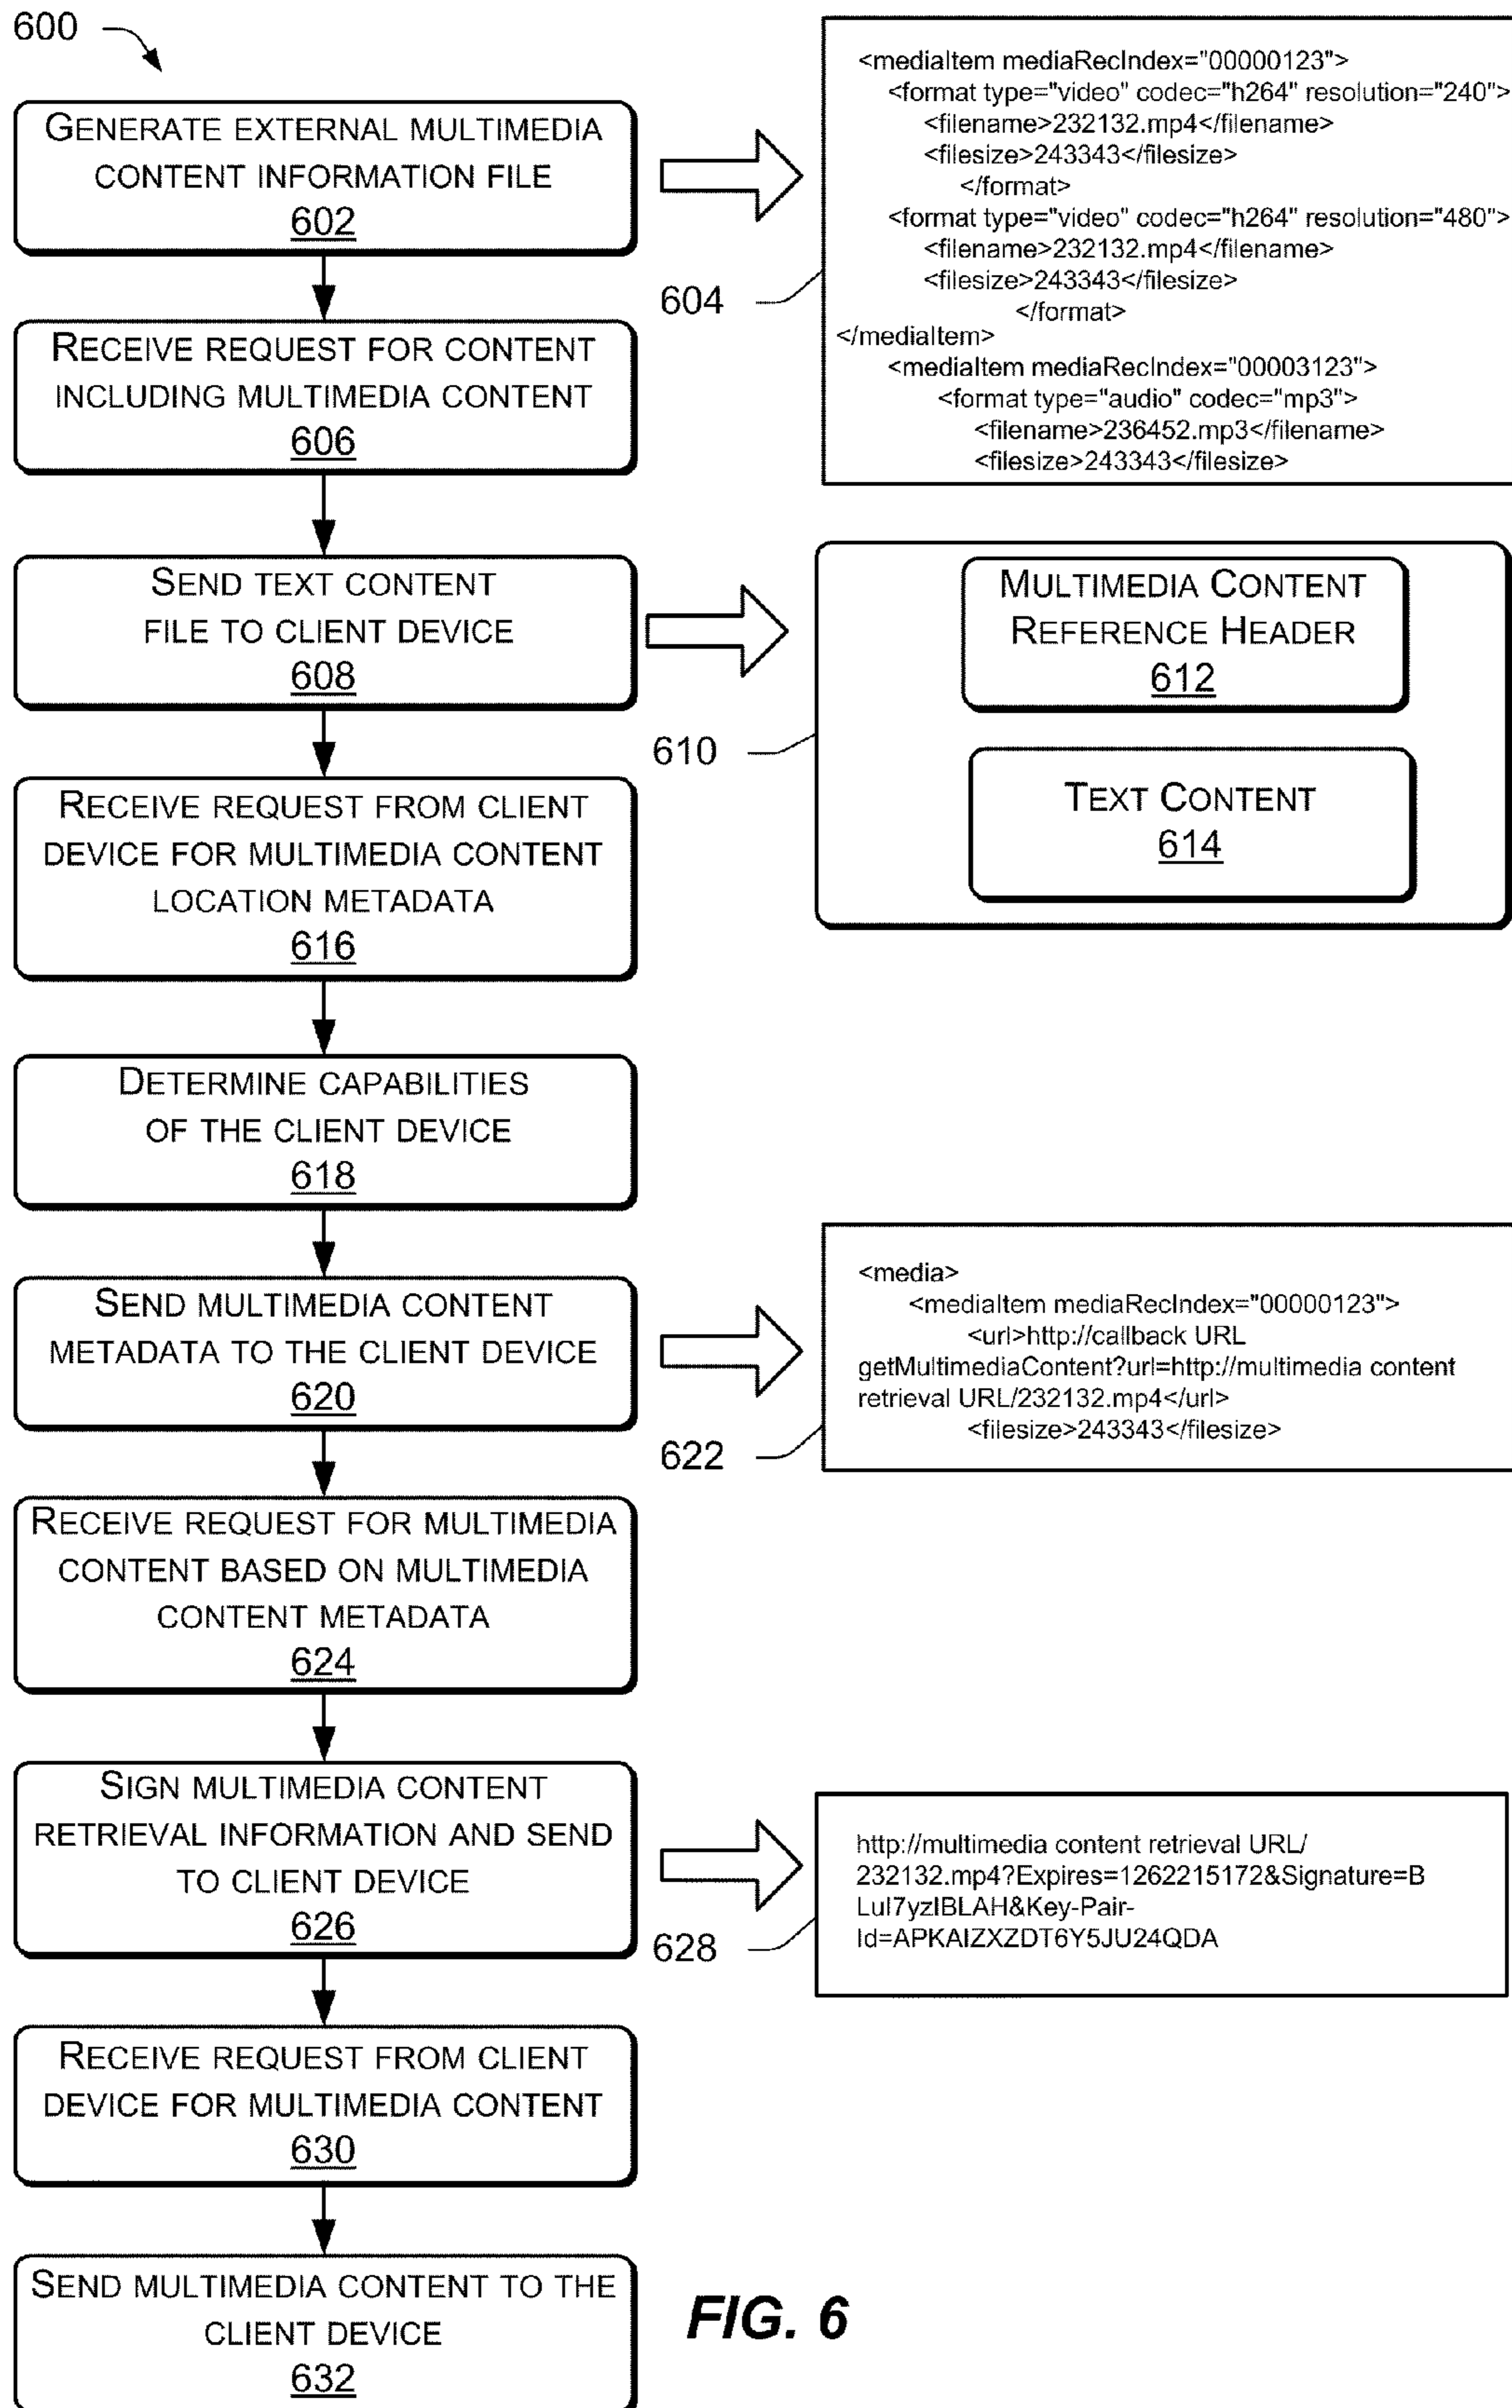 600
GENERATE EXTERNAL MULTIMEDIA
CONTENT INFORMATION FILE
602
<mediaItem mediaRecIndex="00000123">
<format type="video" codec="h264" resolution="240">
<filename>232132.mp4</filename>
<filesize>243343</filesize>
</format>
<format type="video" codec="h264" resolution="480">
<filename>232132.mp4</filename>
<filesize>243343</filesize>
</format>
</mediaItem>
<mediaItem mediaRecIndex="00003123">
<format type="audio" codec="mp3">
<filename>236452.mp3</filename>
<filesize>243343</filesize>
604
RECEIVE REQUEST FOR CONTENT
INCLUDING MULTIMEDIA CONTENT
606
SEND TEXT CONTENT
FILE TO CLIENT DEVICE
608
MULTIMEDIA CONTENT
REFERENCE HEADER
612
610
TEXT CONTENT
614
RECEIVE REQUEST FROM CLIENT
DEVICE FOR MULTIMEDIA CONTENT
LOCATION METADATA
616
DETERMINE CAPABILITIES
OF THE CLIENT DEVICE
618
SEND MULTIMEDIA CONTENT
METADATA TO THE CLIENT DEVICE
620
<media>
<mediaItem mediaRecIndex="00000123">
<url>http://callback URL
getMultimediaContent?url=http://multimedia content
retrieval URL/232132.mp4</url>
<filesize>243343</filesize>
622
RECEIVE REQUEST FOR MULTIMEDIA
CONTENT BASED ON MULTIMEDIA
CONTENT METADATA
624
SIGN MULTIMEDIA CONTENT
RETRIEVAL INFORMATION AND SEND
TO CLIENT DEVICE
626
http://multimedia content retrieval URL/
232132.mp4?Expires=1262215172&Signature=B
LuI7yzIBLAH&Key-Pair-
Id=APKAIZXZDT6Y5JU24QDA
628
RECEIVE REQUEST FROM CLIENT
DEVICE FOR MULTIMEDIA CONTENT
630
SEND MULTIMEDIA CONTENT TO THE
CLIENT DEVICE
632
FIG. 6